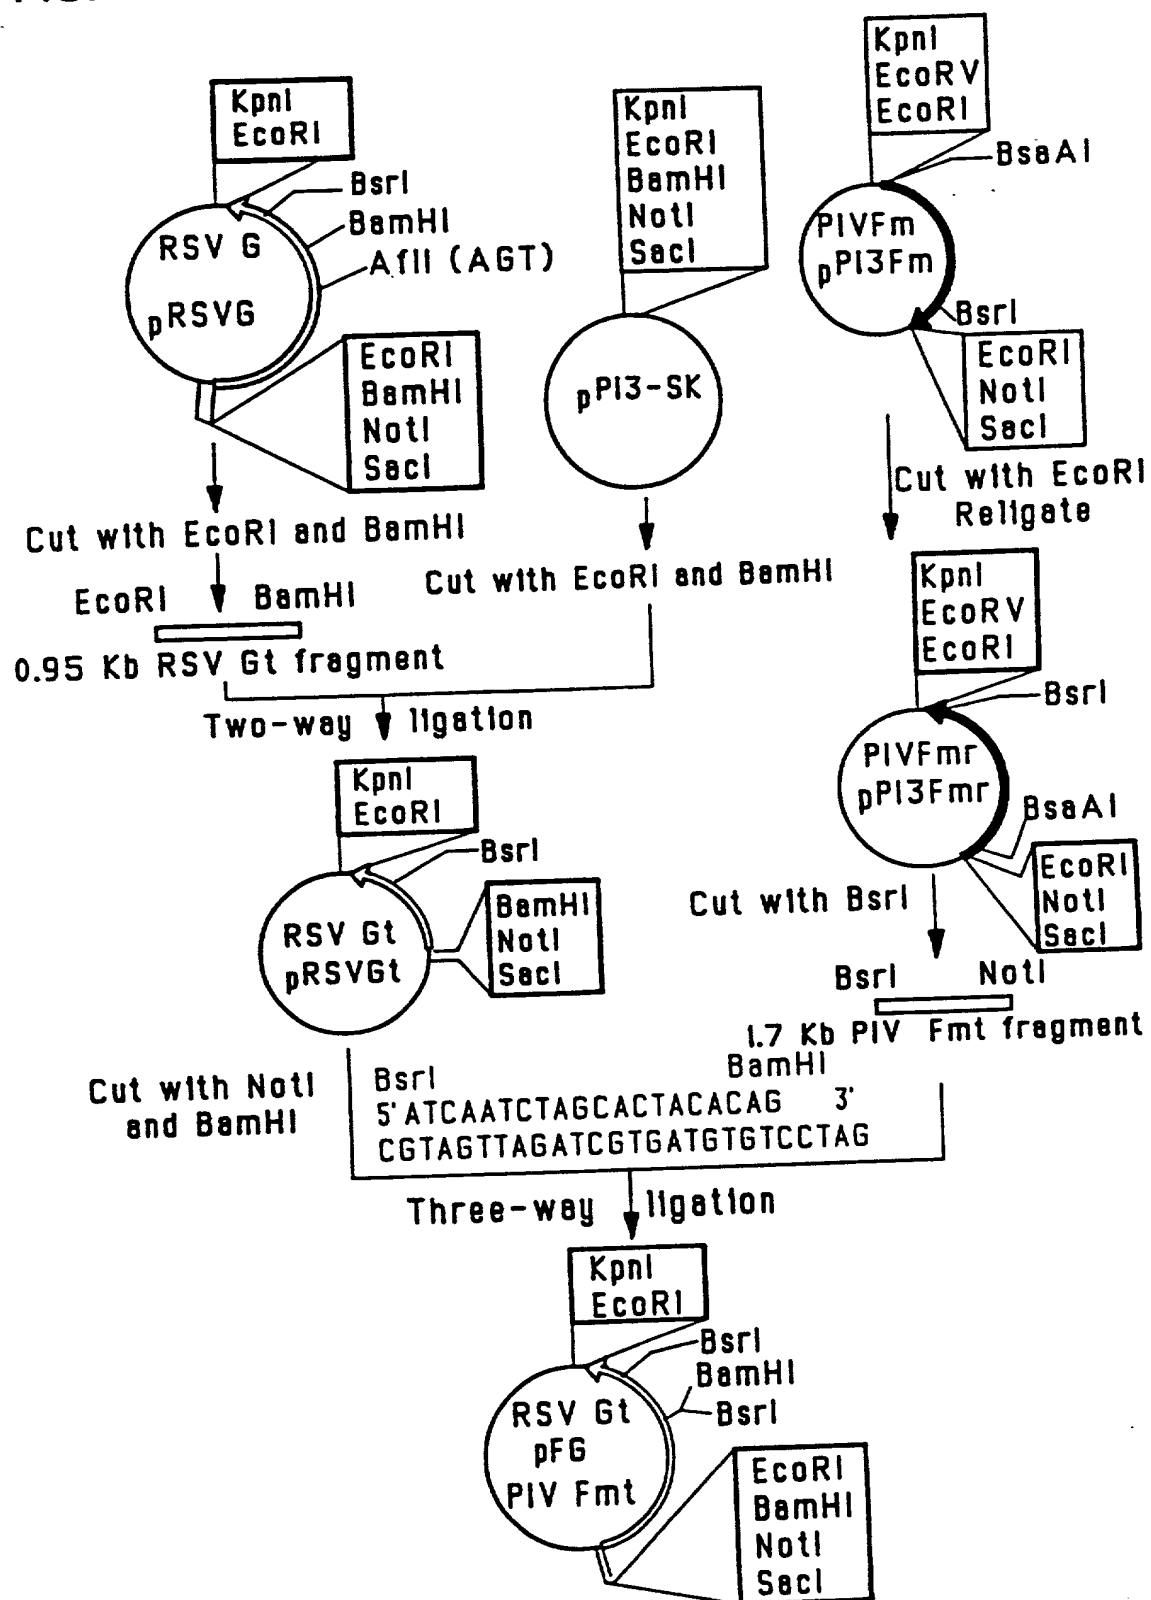 KpnI
EcoRI
BsrI
BamHI
AflI (AGT)
RSV G
pRSVG
EcoRI
BamHI
NotI
SacI
Cut with EcoRI and BamHI
EcoRI BamHI
0.95 Kb RSV Gt fragment
KpnI
EcoRI
BamHI
NotI
SacI
pPI3-SK
Cut with EcoRI and BamHI
KpnI
EcoRV
EcoRI
BsaAI
PIVFm
pPI3Fm
BsrI
EcoRI
NotI
SacI
Cut with EcoRI
Religate
KpnI
EcoRV
EcoRI
BsrI
PIVFmr
pPI3Fmr
BsaAI
EcoRI
NotI
SacI
Cut with BsrI
BsrI NotI
1.7 Kb PIV Fmt fragment
Two-way ligation
KpnI
EcoRI
BsrI
RSV Gt
pRSVGt
BamHI
NotI
SacI
Cut with NotI
and BamHI
BsrI BamHI
5'ATCAATCTAGCACTACACAG 3'
CGTAGTTAGATCGTGATGTGTCCTAG
Three-way ligation
KpnI
EcoRI
BsrI
BamHI
BsrI
RSV Gt
pFG
PIV Fmt
EcoRI
BamHI
NotI
SacI